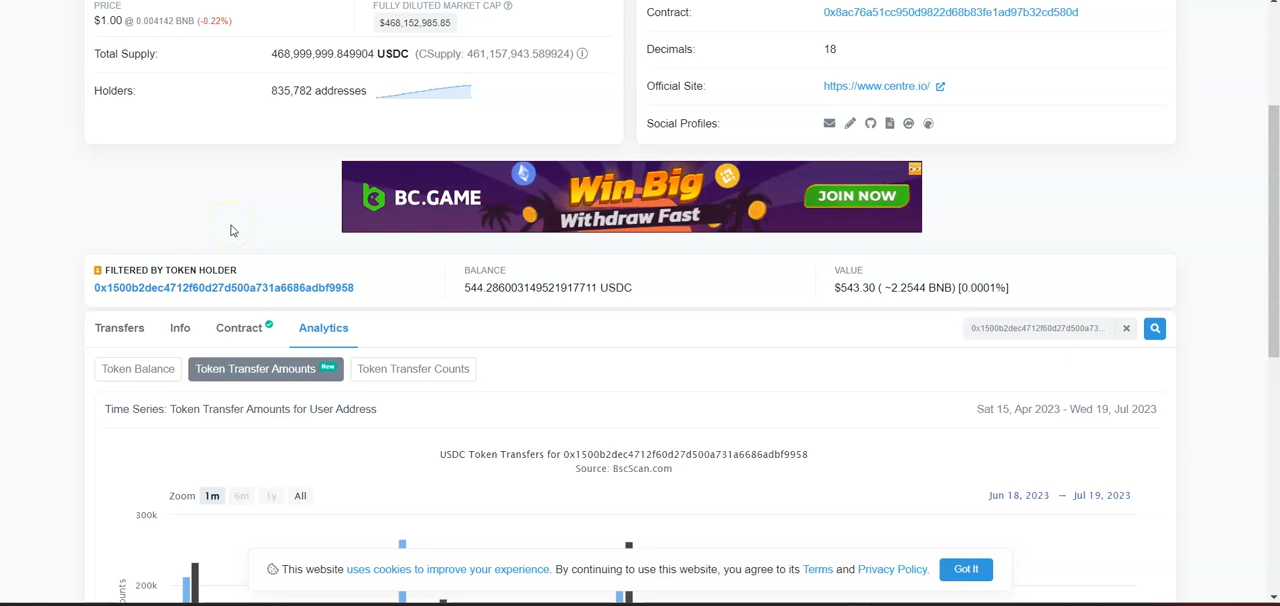 PRICE
$1.00 @ 0.004142 BNB (-0.22%)
FULLY DILUTED MARKET CAP
$468,152,985.85
Total Supply: 468,999,999.849904 USDC (CSupply: 461,157,943.589924)
Holders: 835,782 addresses
Contract: 0x8ac76a51cc950d9822d68b83fe1ad97b32cd580d
Decimals: 18
Official Site: https://www.centre.io/
Social Profiles:
BC.GAME Win-Big Withdraw Fast JOIN NOW
FILTERED BY TOKEN HOLDER
0x1500b2dec4712f60d27d500a731a6686adbf9958
BALANCE
544.286003149521917711 USDC
VALUE
$543.30 ( ~2.2544 BNB) [0.0001%]
Transfers Info Contract Analytics 0x1500b2dec4712f60d27d500a73...
Token Balance Token Transfer Amounts New Token Transfer Counts
Time Series: Token Transfer Amounts for User Address Sat 15, Apr 2023 - Wed 19, Jul 2023
USDC Token Transfers for 0x1500b2dec4712f60d27d500a731a6686adbf9958
Source: BscScan.com
Zoom 1m 6m 1y All Jun 18, 2023 → Jul 19, 2023
300k
This website uses cookies to improve your experience. By continuing to use this website, you agree to its Terms and Privacy Policy. Got It
200k